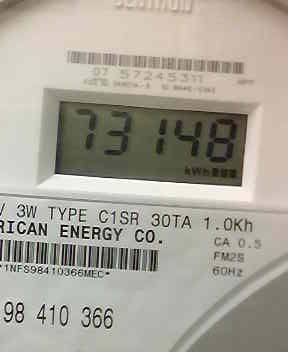 07 57245311
73148
kWh
V 3W TYPE C1SR 30TA 1.0Kh
RICAN ENERGY CO.
CA 0.5
FM2S
60Hz
*1NFS98410366MEC*
98 410 366